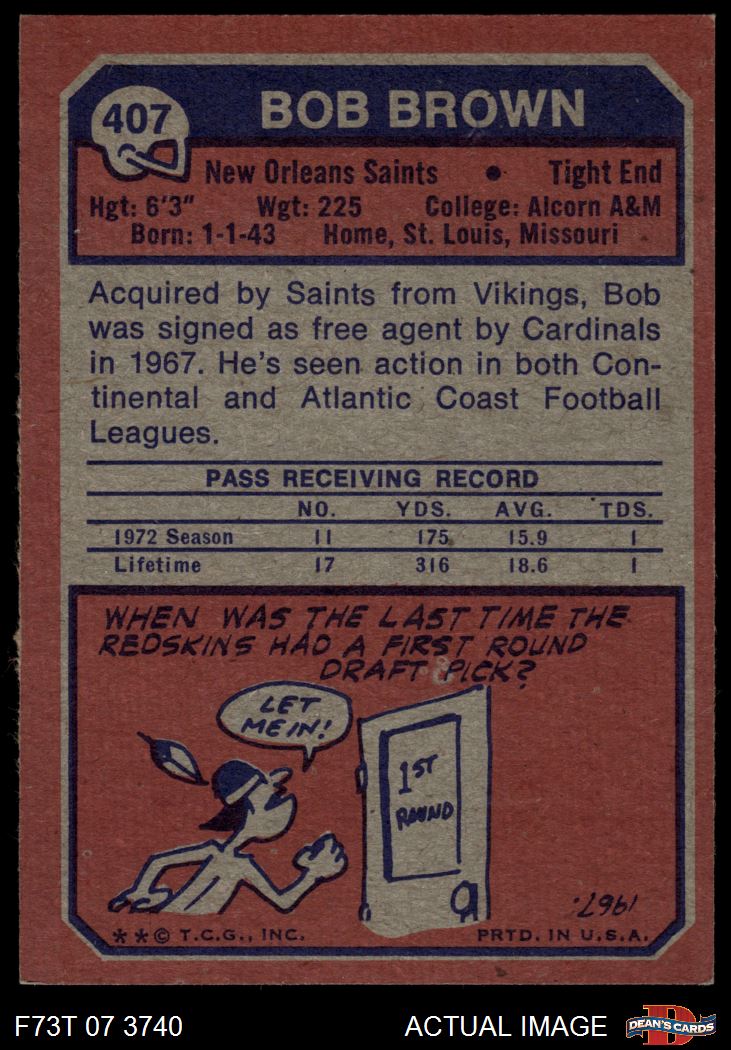 407
BOB BROWN
New Orleans Saints • Tight End
Hgt: 6'3" Wgt: 225 College: Alcorn A&M
Born: 1-1-43 Home, St. Louis, Missouri
Acquired by Saints from Vikings, Bob
was signed as free agent by Cardinals
in 1967. He's seen action in both Con-
tinental and Atlantic Coast Football
Leagues.
PASS RECEIVING RECORD
NO. YDS. AVG. TDS.
1972 Season 11 175 15.9 1
Lifetime 17 316 18.6 1
WHEN WAS THE LAST TIME THE
REDSKINS HAD A FIRST ROUND
DRAFT PICK?
LET
ME IN!
1ST
ROUND
1967.
**© T.C.G., INC. PRTD. IN U.S.A.
F73T 07 3740 ACTUAL IMAGE
D
DEAN'S CARDS